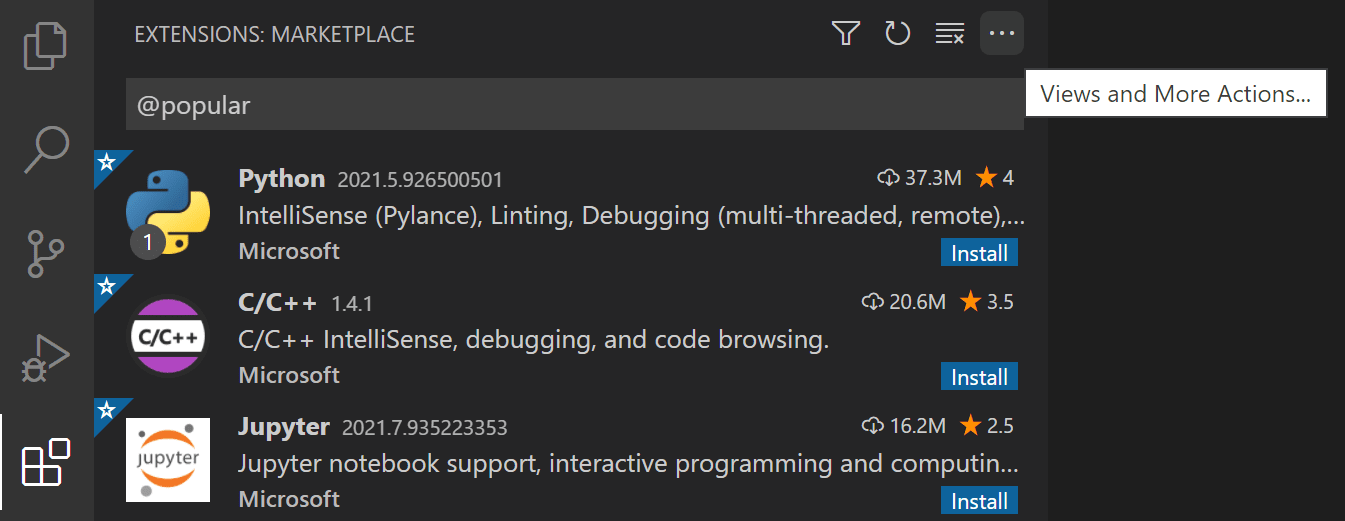 EXTENSIONS: MARKETPLACE
Views and More Actions...
@popular
Python 2021.5.926500501 37.3M 4
IntelliSense (Pylance), Linting, Debugging (multi-threaded, remote),...
1
Microsoft Install
C/C++
C/C++ 1.4.1 20.6M 3.5
C/C++ IntelliSense, debugging, and code browsing.
Microsoft Install
jupyter
Jupyter 2021.7.935223353 16.2M 2.5
Jupyter notebook support, interactive programming and computin...
Microsoft Install